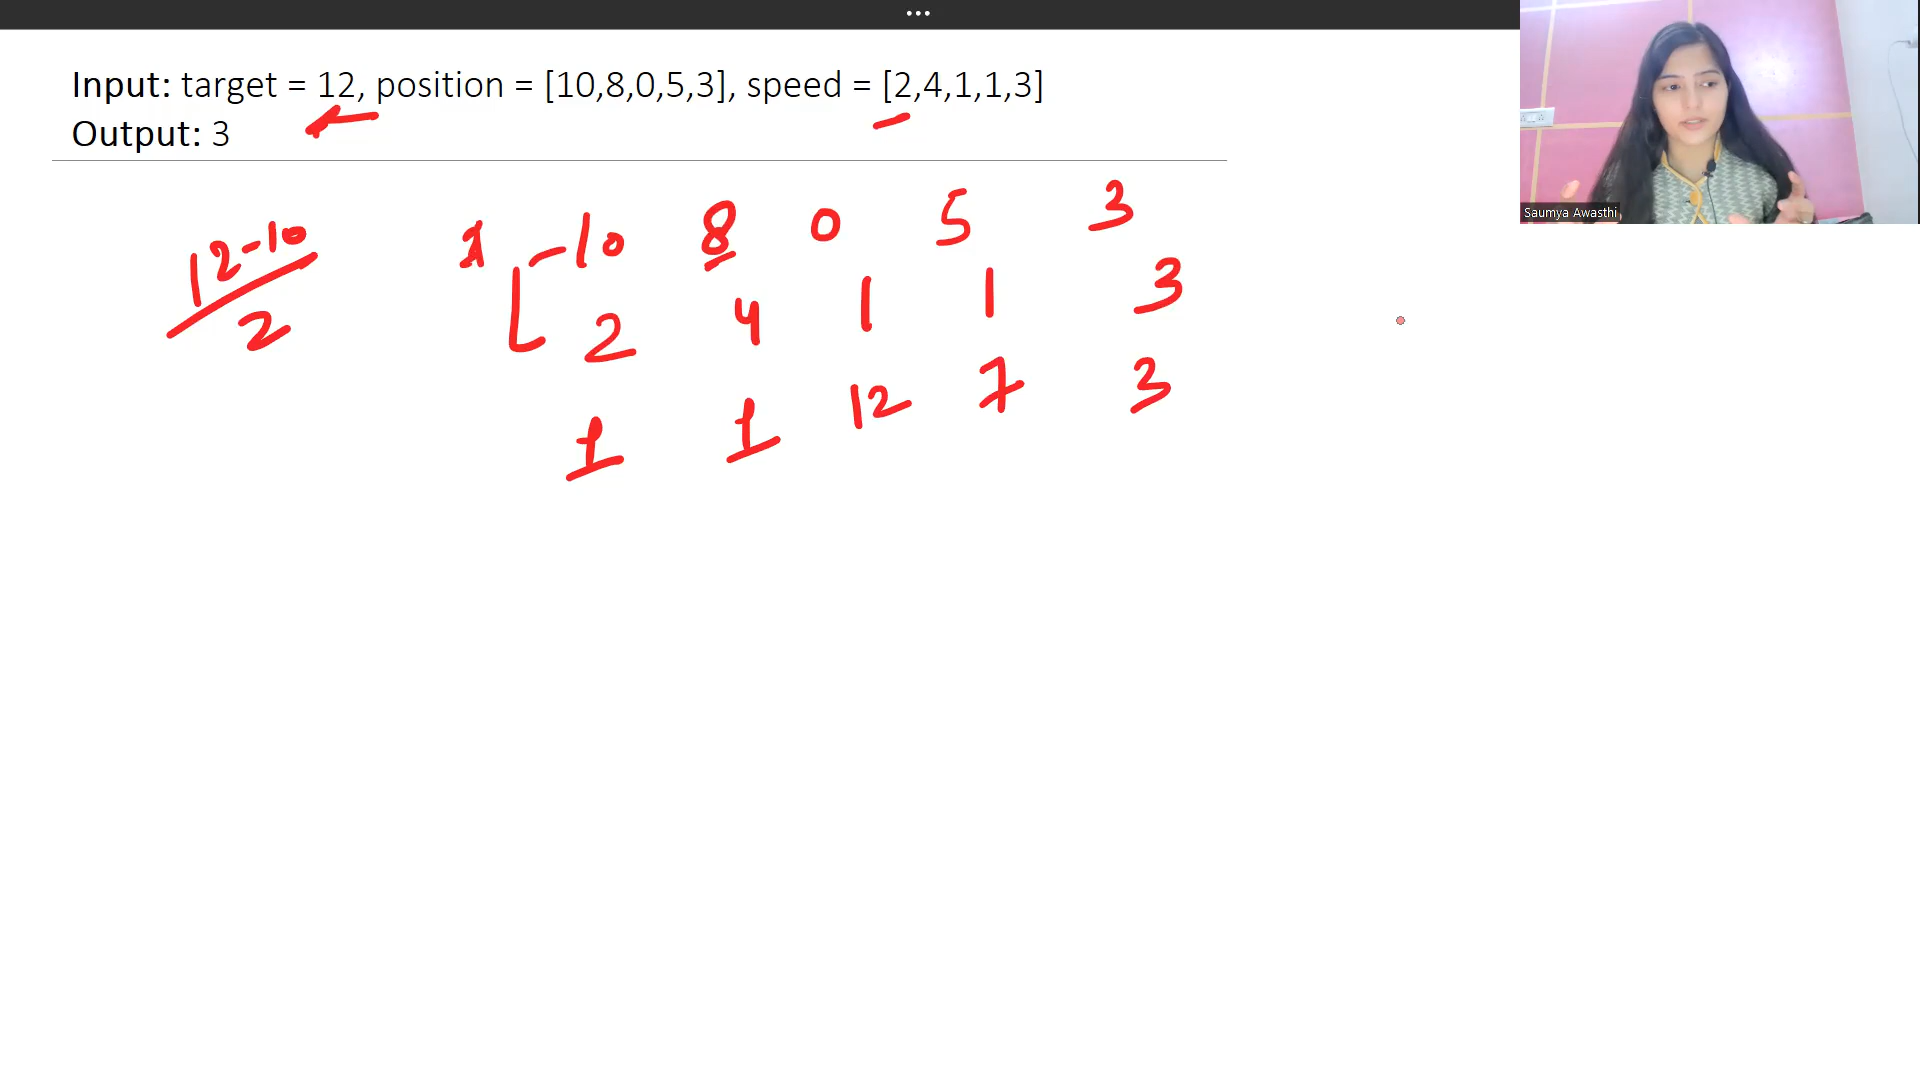 ...
Input: target = 12, position = [10,8,0,5,3], speed = [2,4,1,1,3]
Output: 3
Saumya Awasthi
12-10
2
1 10 8 0 5 3
2 4 1 1 3
1 1 12 7 3